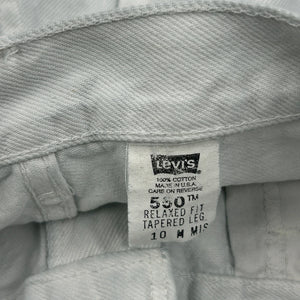 LEVI'S
100% COTTON
MADE IN U.S.A.
CARE ON REVERSE
550™
RELAXED FIT
TAPERED LEG
10 M MIS